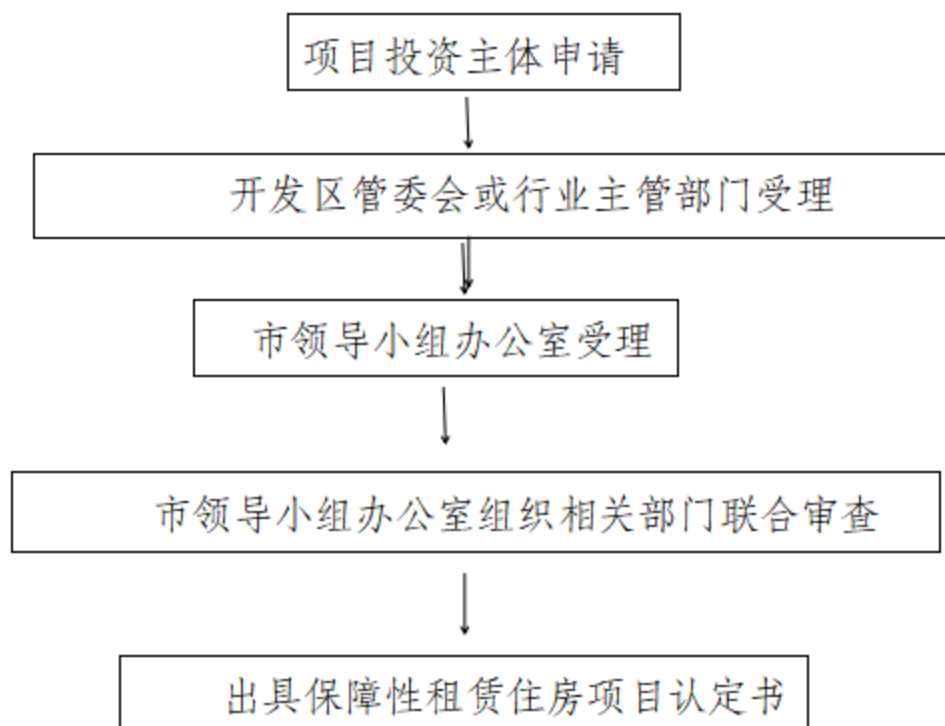 项目投资主体申请
开发区管委会或行业主管部门受理
市领导小组办公室受理
市领导小组办公室组织相关部门联合审查
出具保障性租赁住房项目认定书